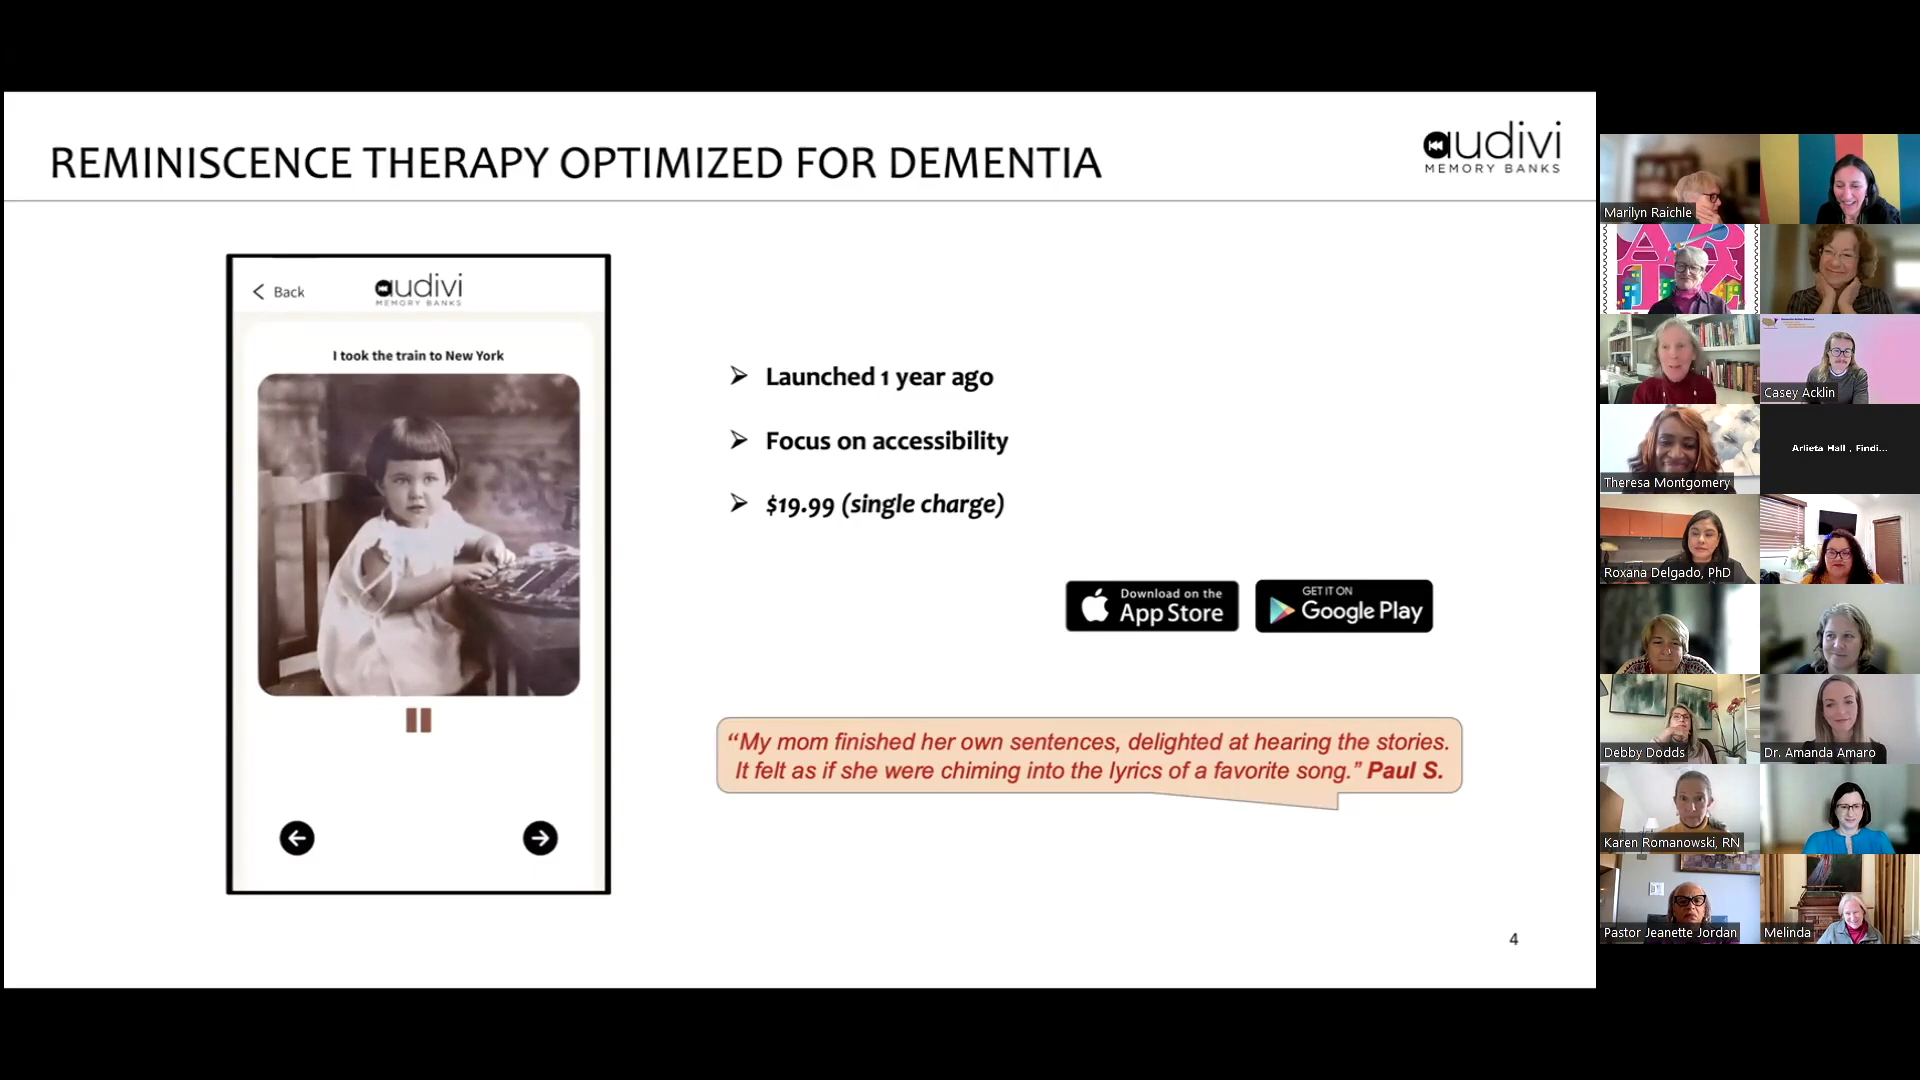 REMINISCENCE THERAPY OPTIMIZED FOR DEMENTIA
audivi
MEMORY BANKS
Back
audivi
MEMORY BANKS
I took the train to New York
➢ Launched 1 year ago
➢ Focus on accessibility
➢ $19.99 (single charge)
Download on the
App Store
GET IT ON
Google Play
“My mom finished her own sentences, delighted at hearing the stories.
It felt as if she were chiming into the lyrics of a favorite song.” Paul S.
4
Marilyn Raichle
Casey Acklin
Theresa Montgomery
Arlieta Hall , Findi...
Roxana Delgado, PhD
Debby Dodds
Dr. Amanda Amaro
Karen Romanowski, RN
Pastor Jeanette Jordan
Melinda